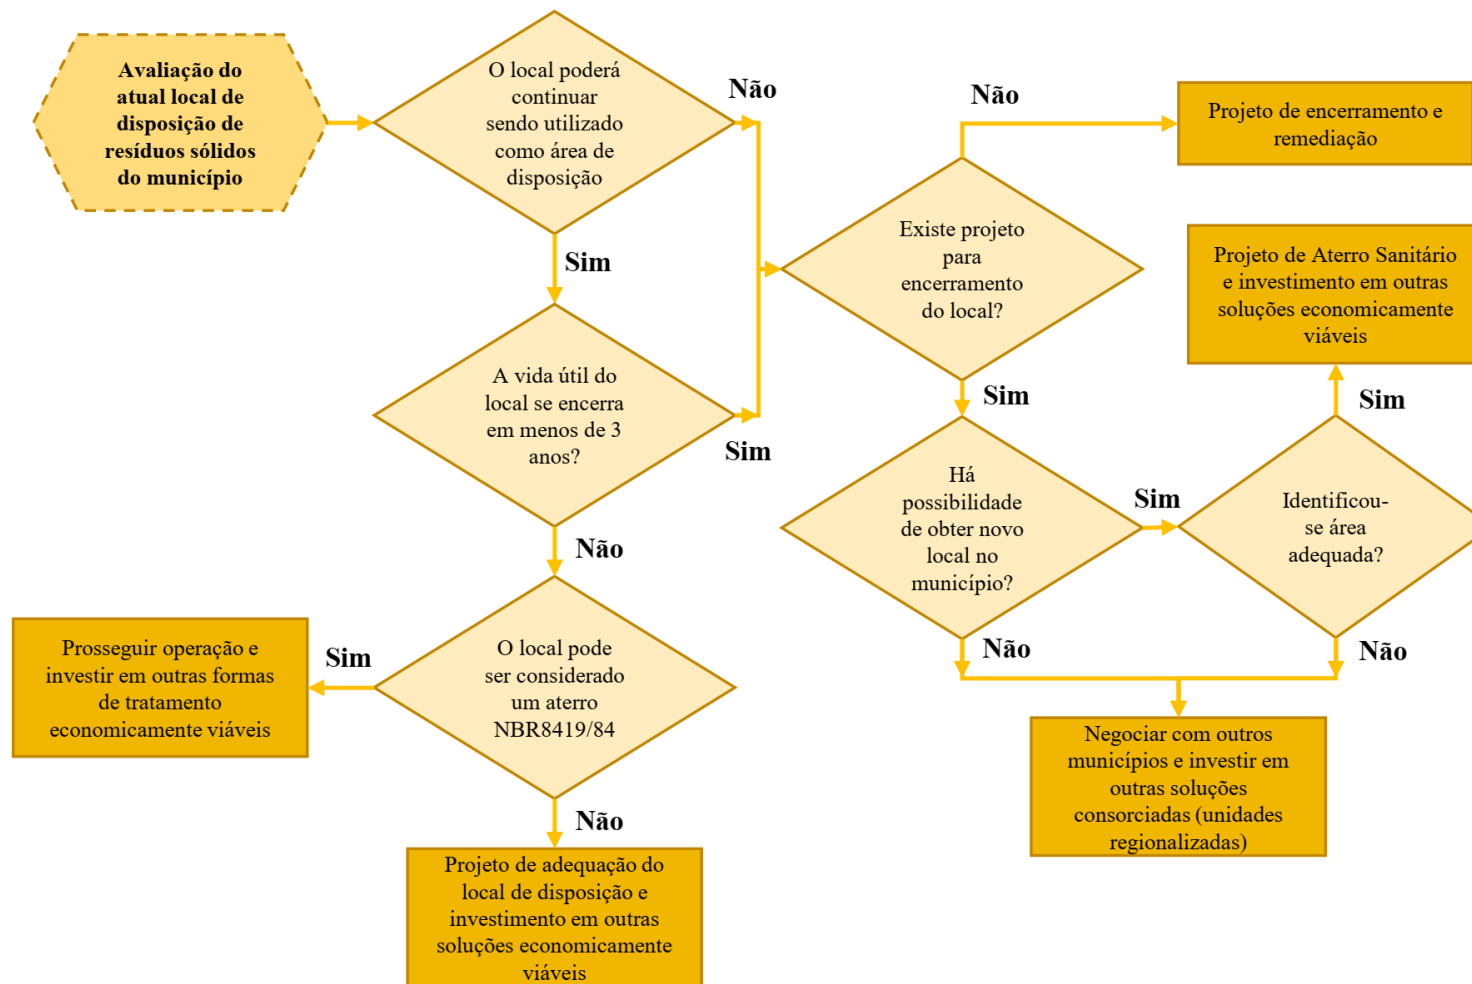 Avaliação do
atual local de
disposição de
resíduos sólidos
do município
O local poderá
continuar
sendo utilizado
como área de
disposição
Não
Sim
A vida útil do
local se encerra
em menos de 3
anos?
Sim
Não
O local pode
ser considerado
um aterro
NBR8419/84
Sim
Prosseguir operação e
investir em outras formas
de tratamento
economicamente viáveis
Não
Projeto de adequação do
local de disposição e
investimento em outras
soluções economicamente
viáveis
Existe projeto
para
encerramento
do local?
Não
Projeto de encerramento e
remediação
Sim
Há
possibilidade
de obter novo
local no
município?
Sim
Identificou-
se área
adequada?
Sim
Projeto de Aterro Sanitário
e investimento em outras
soluções economicamente
viáveis
Não
Não
Negociar com outros
municípios e investir em
outras soluções
consorciadas (unidades
regionalizadas)